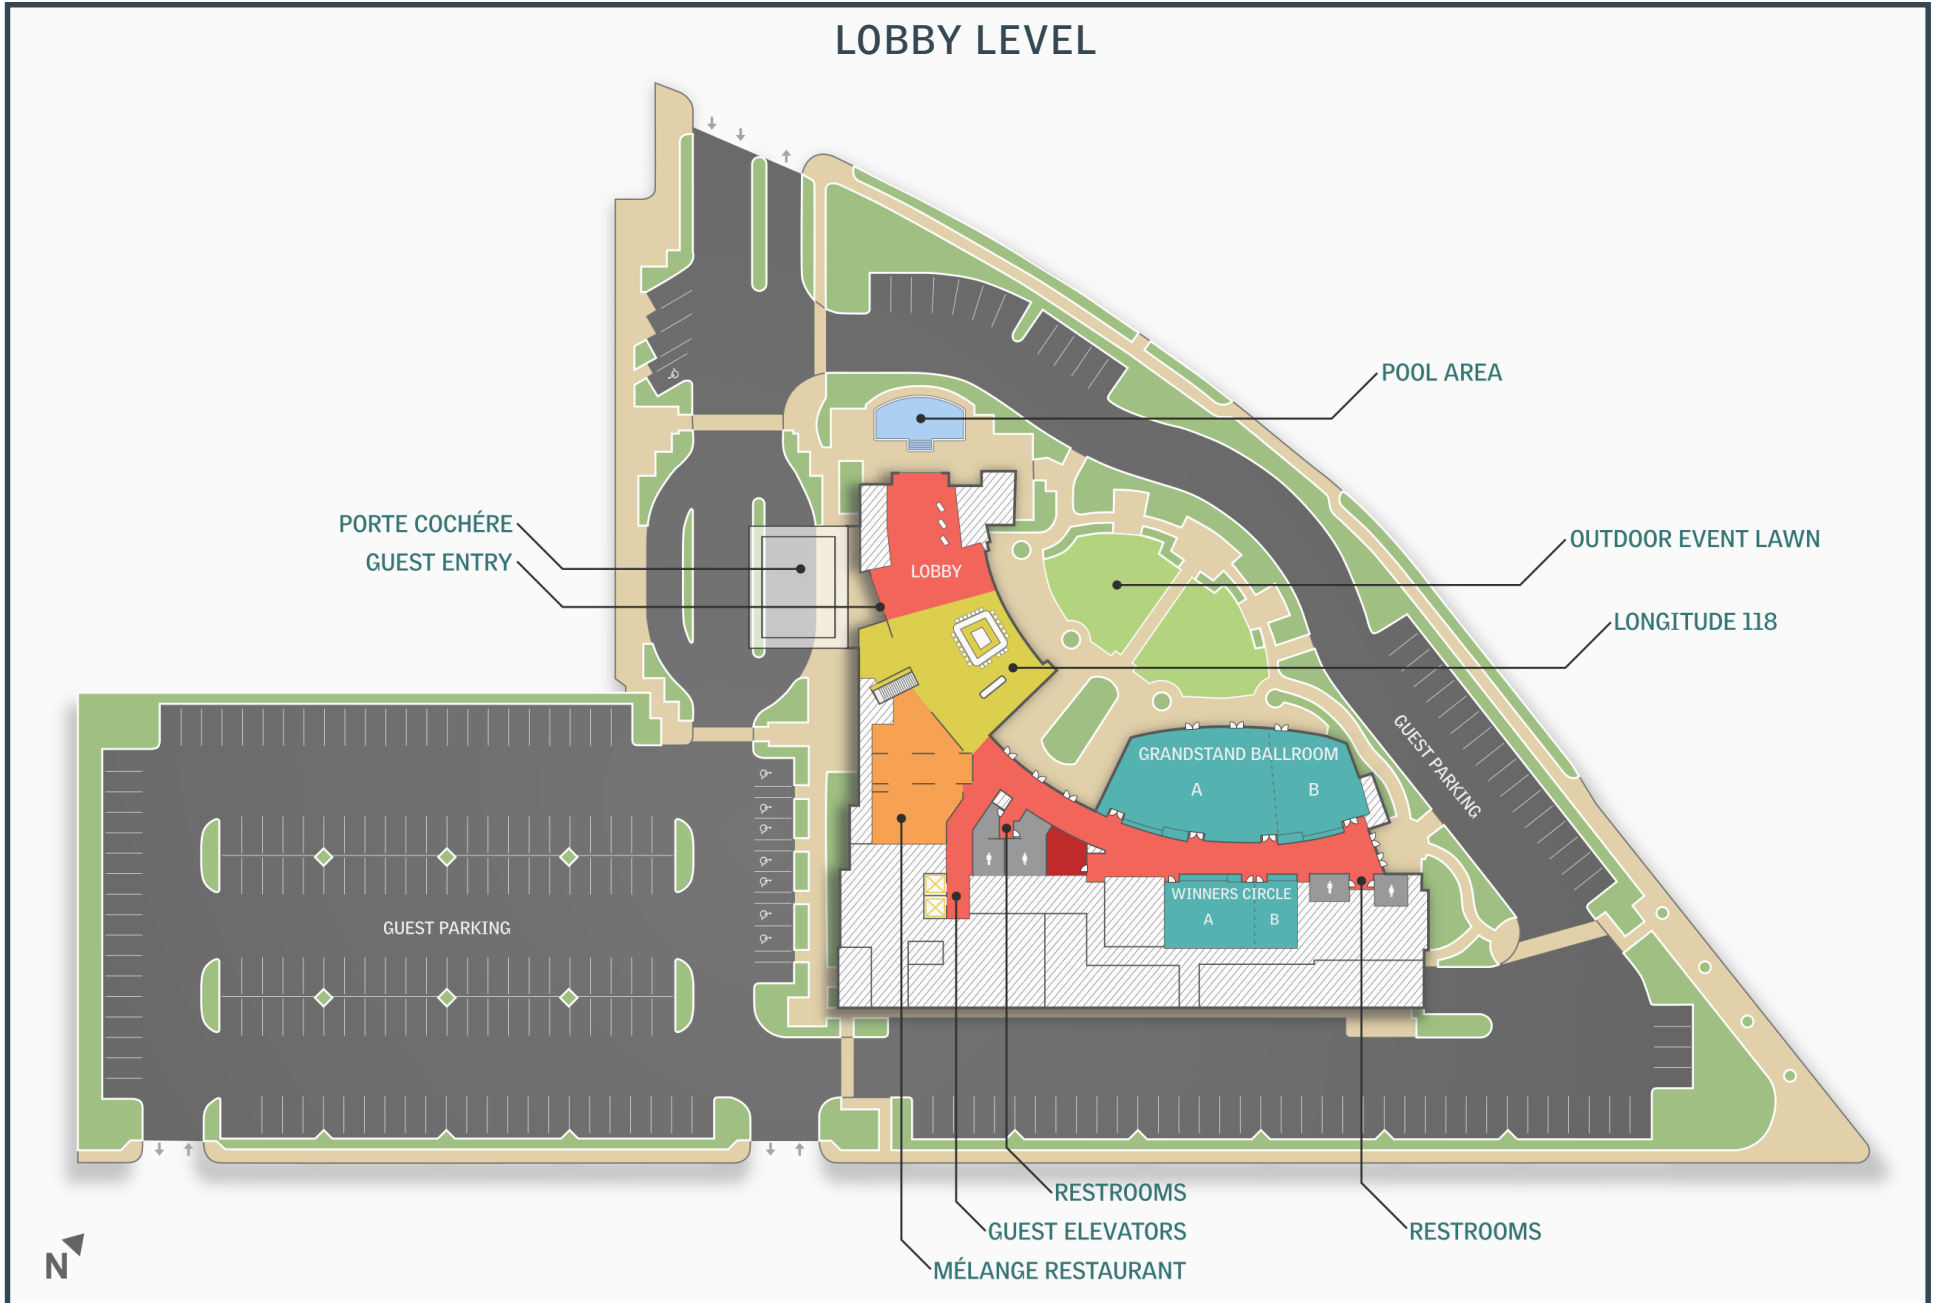 LOBBY LEVEL
POOL AREA
PORTE COCHÉRE
GUEST ENTRY
OUTDOOR EVENT LAWN
LOBBY
LONGITUDE 118
GUEST PARKING
GRANDSTAND BALLROOM
A B
WINNERS CIRCLE
A B
GUEST PARKING
RESTROOMS
GUEST ELEVATORS
RESTROOMS
MÉLANGE RESTAURANT
N